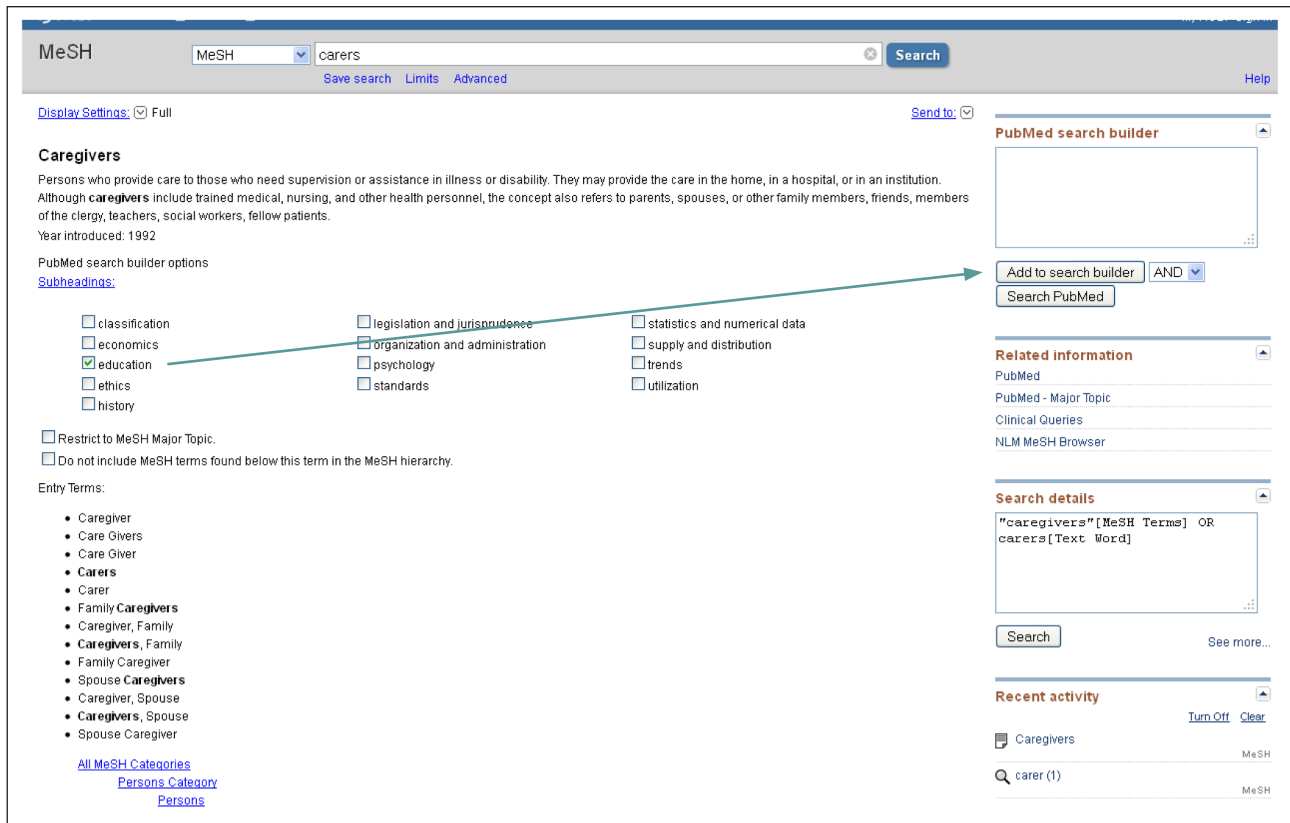 MeSH
MeSH
carers
Search
Save search Limits Advanced
Help
Display Settings: Full
Send to:
Caregivers
Persons who provide care to those who need supervision or assistance in illness or disability. They may provide the care in the home, in a hospital, or in an institution.
Although caregivers include trained medical, nursing, and other health personnel, the concept also refers to parents, spouses, or other family members, friends, members
of the clergy, teachers, social workers, fellow patients.
Year introduced: 1992
PubMed search builder options
Subheadings:
classification legislation and jurisprudence statistics and numerical data
economics organization and administration supply and distribution
education psychology trends
ethics standards utilization
history
Restrict to MeSH Major Topic.
Do not include MeSH terms found below this term in the MeSH hierarchy.
Entry Terms:
• Caregiver
• Care Givers
• Care Giver
• Carers
• Carer
• Family Caregivers
• Caregiver, Family
• Caregivers, Family
• Family Caregiver
• Spouse Caregivers
• Caregiver, Spouse
• Caregivers, Spouse
• Spouse Caregiver
All MeSH Categories
Persons Category
Persons
PubMed search builder
Add to search builder AND
Search PubMed
Related information
PubMed
PubMed - Major Topic
Clinical Queries
NLM MeSH Browser
Search details
"caregivers"[MeSH Terms] OR
carers[Text Word]
Search
See more...
Recent activity
Turn Off Clear
Caregivers
MeSH
carer (1)
MeSH